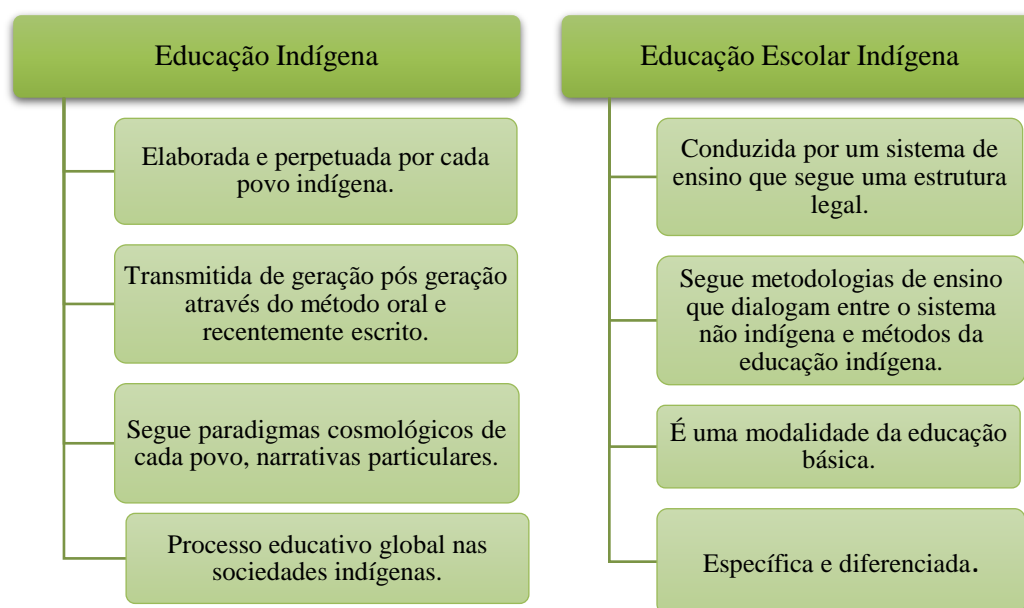 Educação Indígena
Elaborada e perpetuada por cada
povo indígena.
Transmitida de geração pós geração
através do método oral e
recentemente escrito.
Segue paradigmas cosmológicos de
cada povo, narrativas particulares.
Processo educativo global nas
sociedades indígenas.
Educação Escolar Indígena
Conduzida por um sistema de
ensino que segue uma estrutura
legal.
Segue metodologias de ensino
que dialogam entre o sistema
não indígena e métodos da
educação indígena.
É uma modalidade da educação
básica.
Específica e diferenciada.